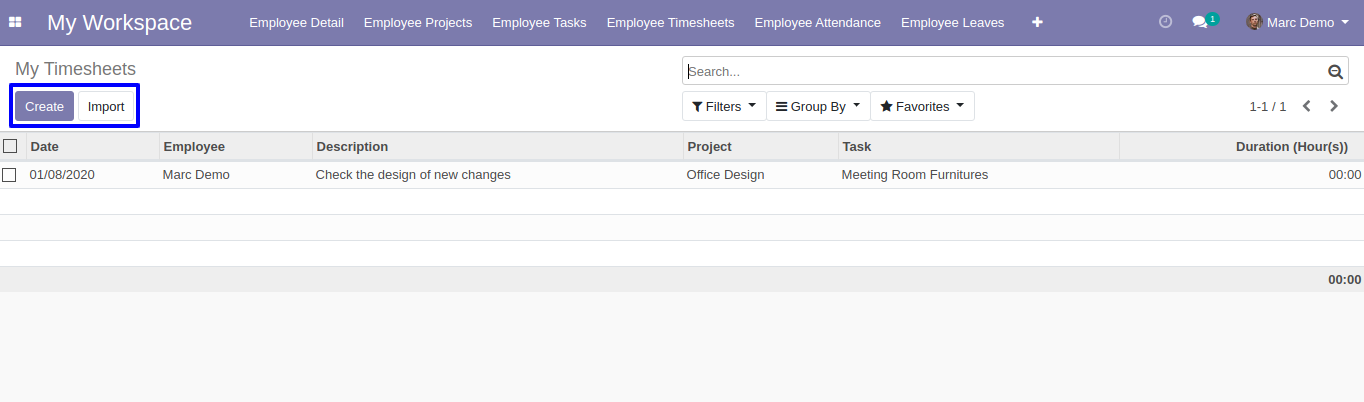 My Workspace Employee Detail Employee Projects Employee Tasks Employee Timesheets Employee Attendance Employee Leaves 1 Marc Demo
My Timesheets Search...
Create Import Filters Group By Favorites 1-1 / 1
Date Employee Description Project Task Duration (Hour(s))
01/08/2020 Marc Demo Check the design of new changes Office Design Meeting Room Furnitures 00:00
00:00